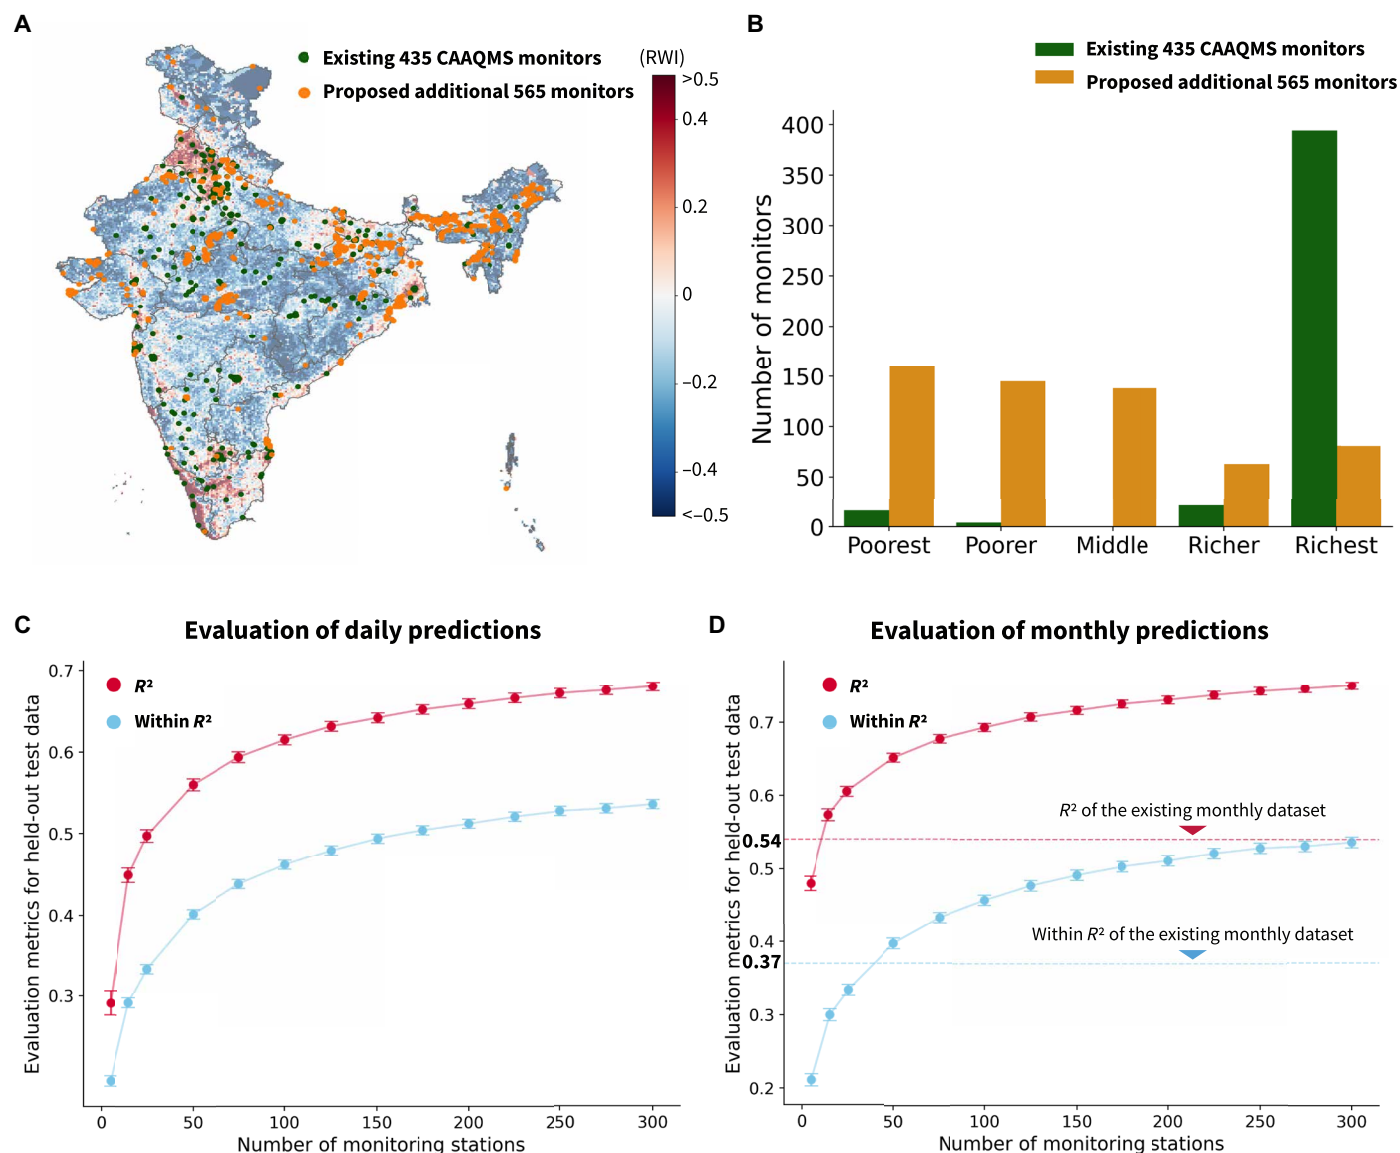 A
Existing 435 CAAQMS monitors
Proposed additional 565 monitors
(RWI)
>0.5
0.4
0.2
0
−0.2
−0.4
<−0.5
B
Existing 435 CAAQMS monitors
Proposed additional 565 monitors
Number of monitors
400
350
300
250
200
150
100
50
0
Poorest Poorer Middle Richer Richest
C
Evaluation of daily predictions
R²
Within R²
Evaluation metrics for held-out test data
0.7
0.6
0.5
0.4
0.3
0 50 100 150 200 250 300
Number of monitoring stations
D
Evaluation of monthly predictions
R²
Within R²
Evaluation metrics for held-out test data
0.7
0.6
R² of the existing monthly dataset
0.54
0.5
0.4
Within R² of the existing monthly dataset
0.37
0.3
0.2
0 50 100 150 200 250 300
Number of monitoring stations